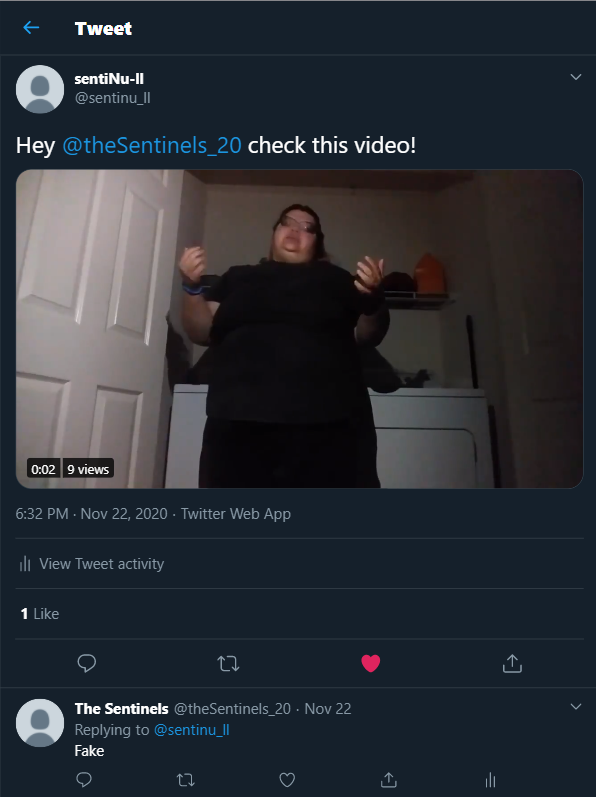 Tweet
sentiNu-ll
@sentinu_ll
Hey @theSentinels_20 check this video!
0:02 9 views
6:32 PM · Nov 22, 2020 · Twitter Web App
View Tweet activity
1 Like
The Sentinels @theSentinels_20 · Nov 22
Replying to @sentinu_ll
Fake